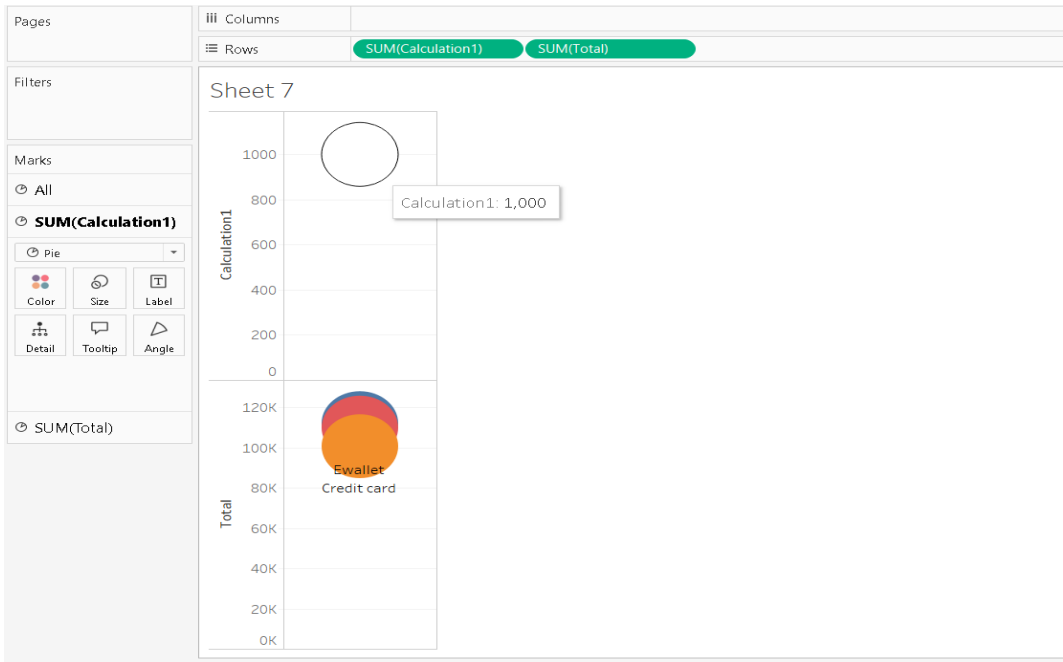 Pages
Columns
Rows
SUM(Calculation1)
SUM(Total)
Filters
Marks
All
SUM(Calculation1)
Pie
Color
Size
T
Label
Detail
Tooltip
Angle
SUM(Total)
Sheet 7
Calculation1
1000
800
600
400
200
0
Calculation1: 1,000
Total
120K
100K
80K
60K
40K
20K
0K
Ewallet
Credit card